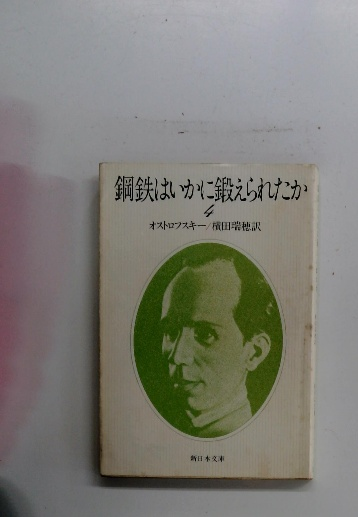 鋼鉄はいかに鍛えられたか
4
オストロフスキー/横田瑞穂訳
新日本文庫